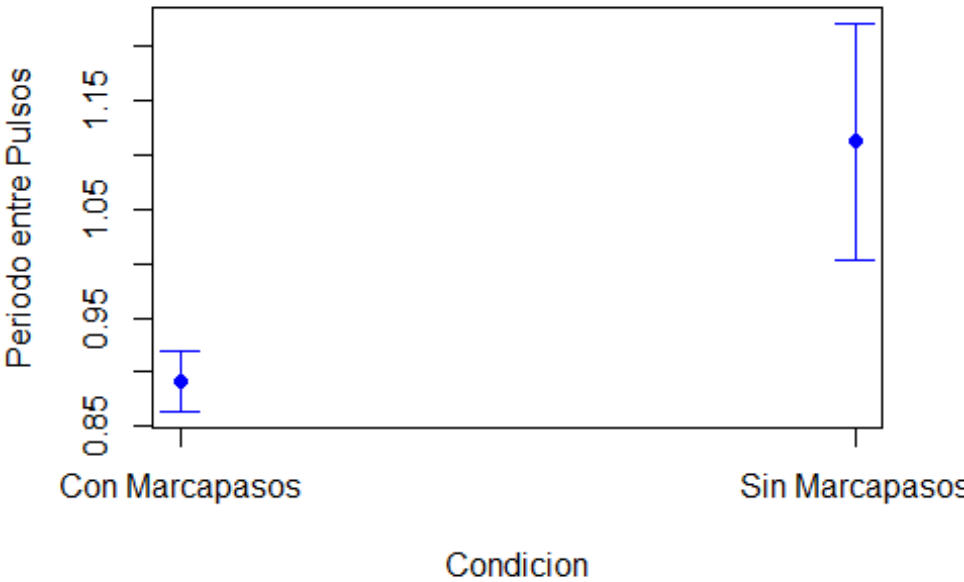 Periodo entre Pulsos
1.15
1.05
0.95
0.85
Con Marcapasos
Sin Marcapasos
Condicion